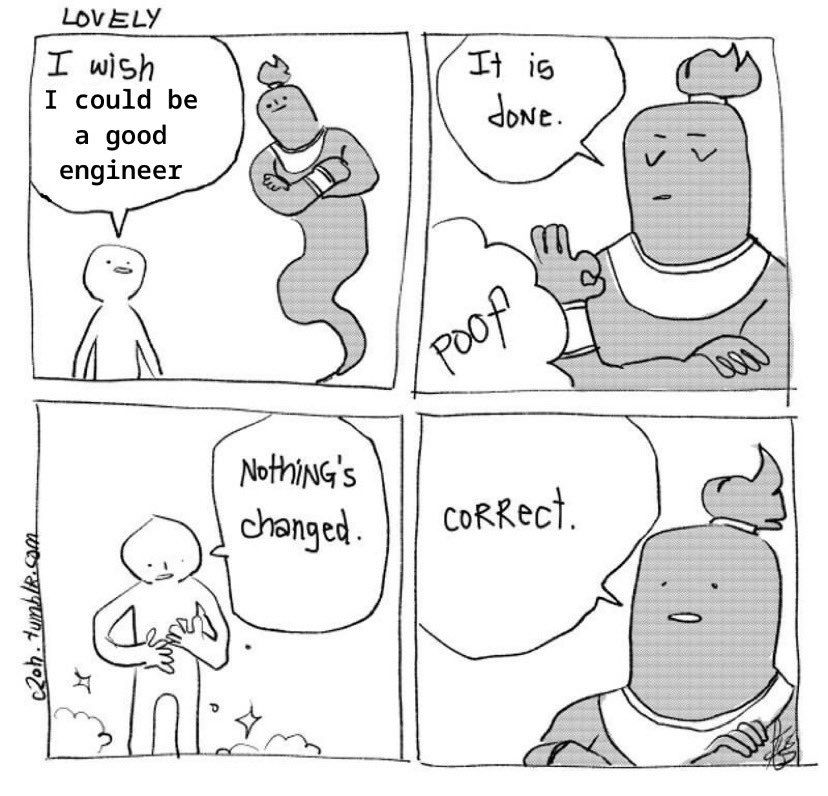 LOVELY
I wish
I could be
a good
engineer
It is
done.
POOF
NothiNG's
changed.
coRRect.
c2oh.tumblr.com